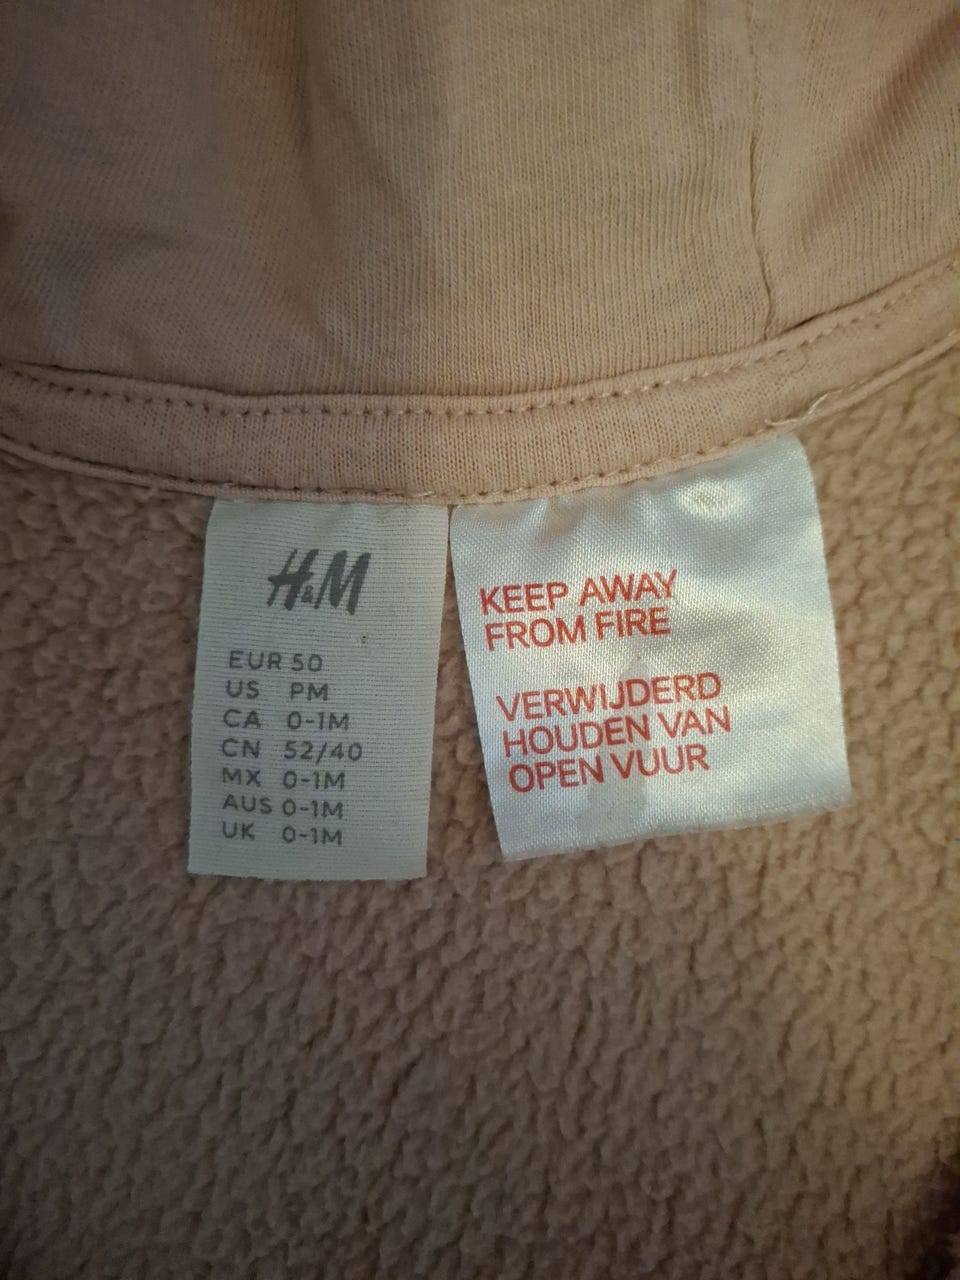 H&M
EUR 50
US PM
CA 0-1M
CN 52/40
MX 0-1M
AUS 0-1M
UK 0-1M
KEEP AWAY
FROM FIRE
VERWIJDERD
HOUDEN VAN
OPEN VUUR